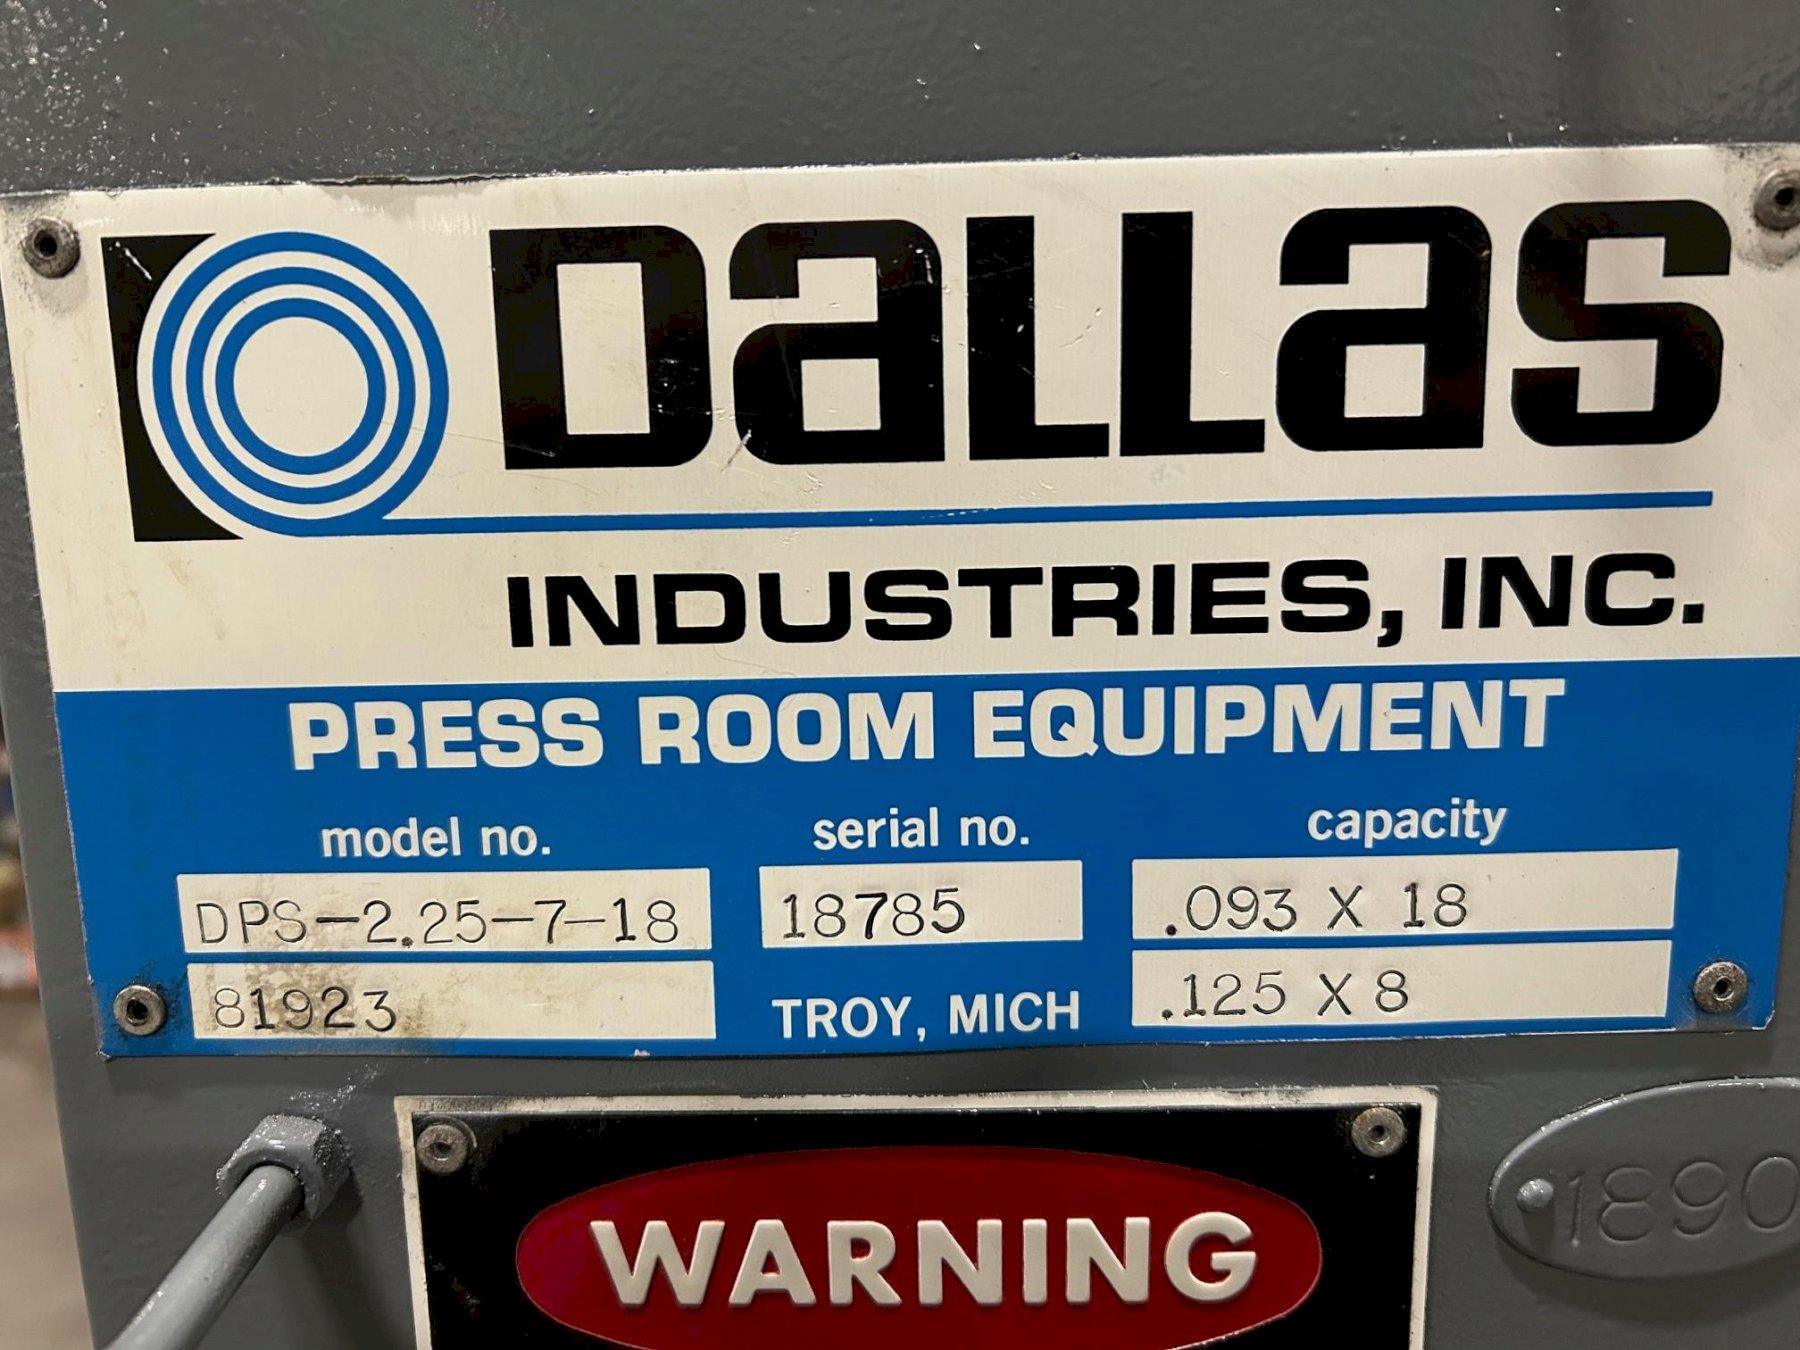 Dallas
INDUSTRIES, INC.
PRESS ROOM EQUIPMENT
model no. serial no. capacity
DPS-2.25-7-18 18785 .093 X 18
81923 TROY, MICH .125 X 8
WARNING
1890